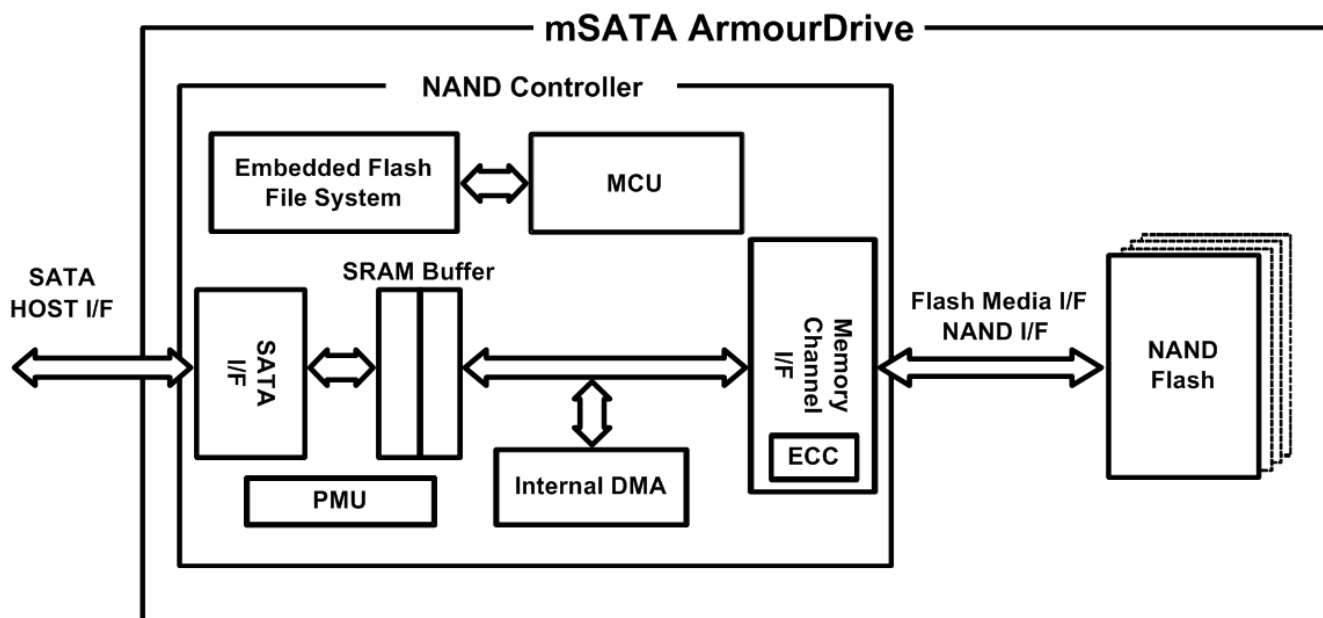 mSATA ArmourDrive
NAND Controller
Embedded Flash
File System
MCU
SATA
HOST I/F
SRAM Buffer
SATA
I/F
Memory
Channel
I/F
ECC
Flash Media I/F
NAND I/F
NAND
Flash
PMU
Internal DMA